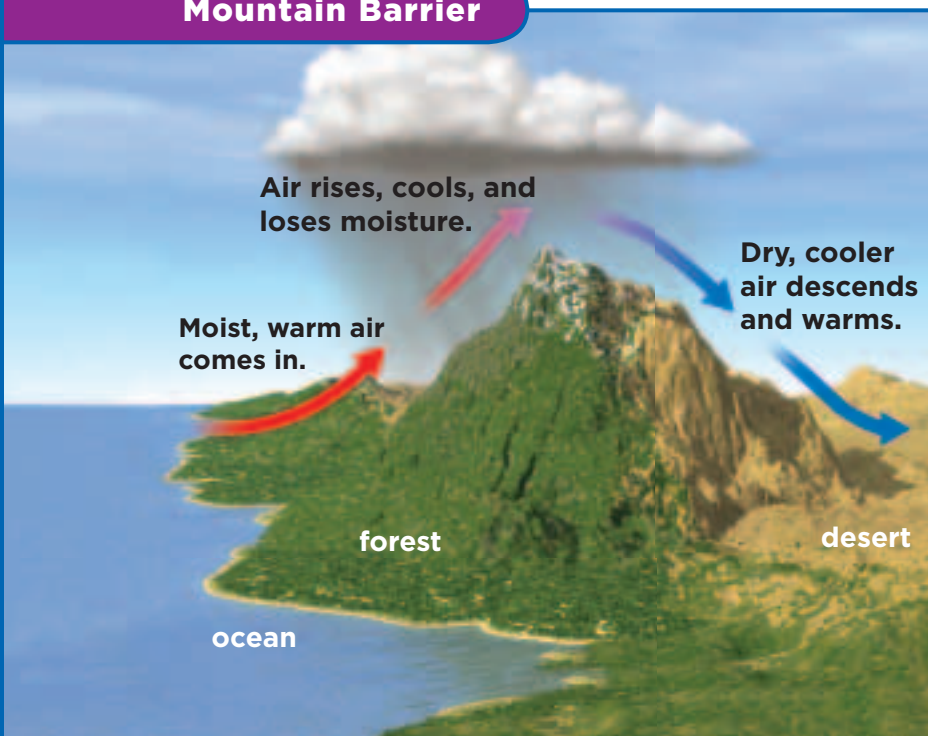 Mountain Barrier
Air rises, cools, and
loses moisture.
Dry, cooler
air descends
and warms.
Moist, warm air
comes in.
forest
desert
ocean